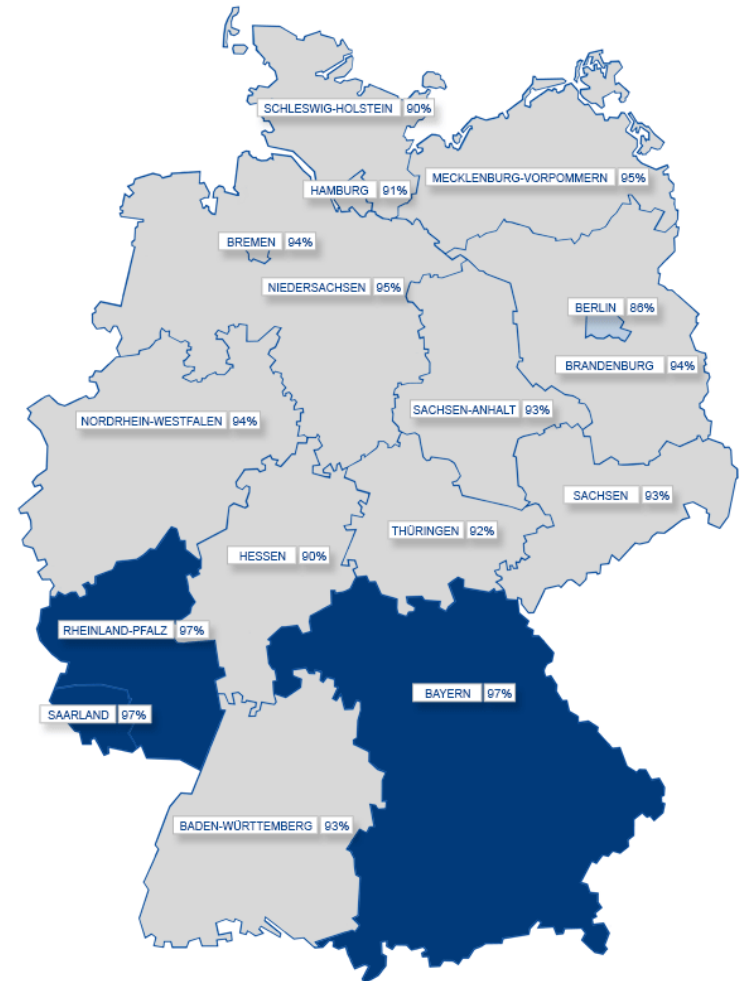 SCHLESWIG-HOLSTEIN 90%
MECKLENBURG-VORPOMMERN 95%
HAMBURG 91%
BREMEN 94%
NIEDERSACHSEN 95%
BERLIN 86%
BRANDENBURG 94%
SACHSEN-ANHALT 93%
NORDRHEIN-WESTFALEN 94%
SACHSEN 93%
THÜRINGEN 92%
HESSEN 90%
RHEINLAND-PFALZ 97%
BAYERN 97%
SAARLAND 97%
BADEN-WÜRTTEMBERG 93%